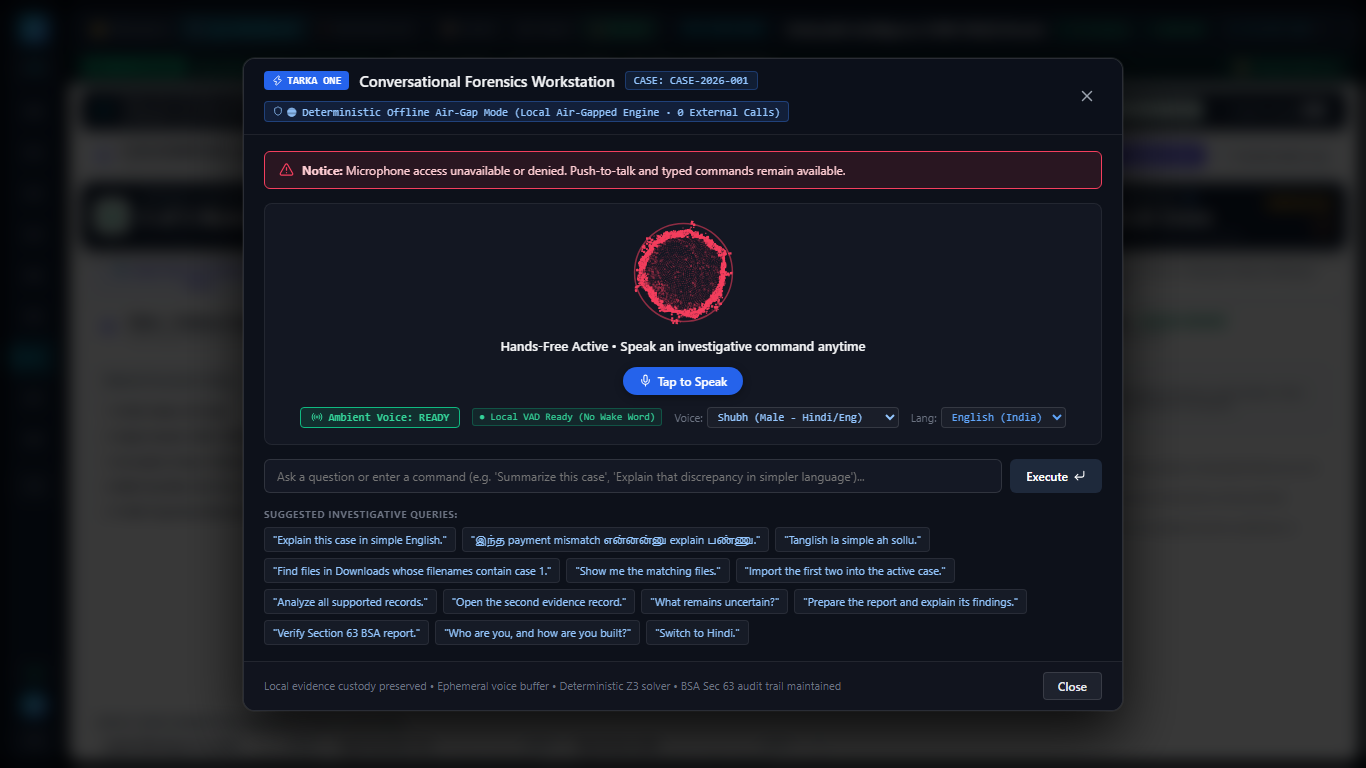 TARKA ONE Conversational Forensics Workstation CASE: CASE-2026-001
Deterministic Offline Air-Gap Mode (Local Air-Gapped Engine · 0 External Calls)
Notice: Microphone access unavailable or denied. Push-to-talk and typed commands remain available.
Hands-Free Active • Speak an investigative command anytime
Tap to Speak
Ambient Voice: READY ● Local VAD Ready (No Wake Word) Voice: Shubh (Male - Hindi/Eng) Lang: English (India)
Ask a question or enter a command (e.g. 'Summarize this case', 'Explain that discrepancy in simpler language')...
Execute ↵
SUGGESTED INVESTIGATIVE QUERIES:
"Explain this case in simple English." "இந்த payment mismatch என்னன்னு explain பண்ணு." "Tanglish la simple ah sollu."
"Find files in Downloads whose filenames contain case 1." "Show me the matching files." "Import the first two into the active case."
"Analyze all supported records." "Open the second evidence record." "What remains uncertain?" "Prepare the report and explain its findings."
"Verify Section 63 BSA report." "Who are you, and how are you built?" "Switch to Hindi."
Local evidence custody preserved • Ephemeral voice buffer • Deterministic Z3 solver • BSA Sec 63 audit trail maintained
Close